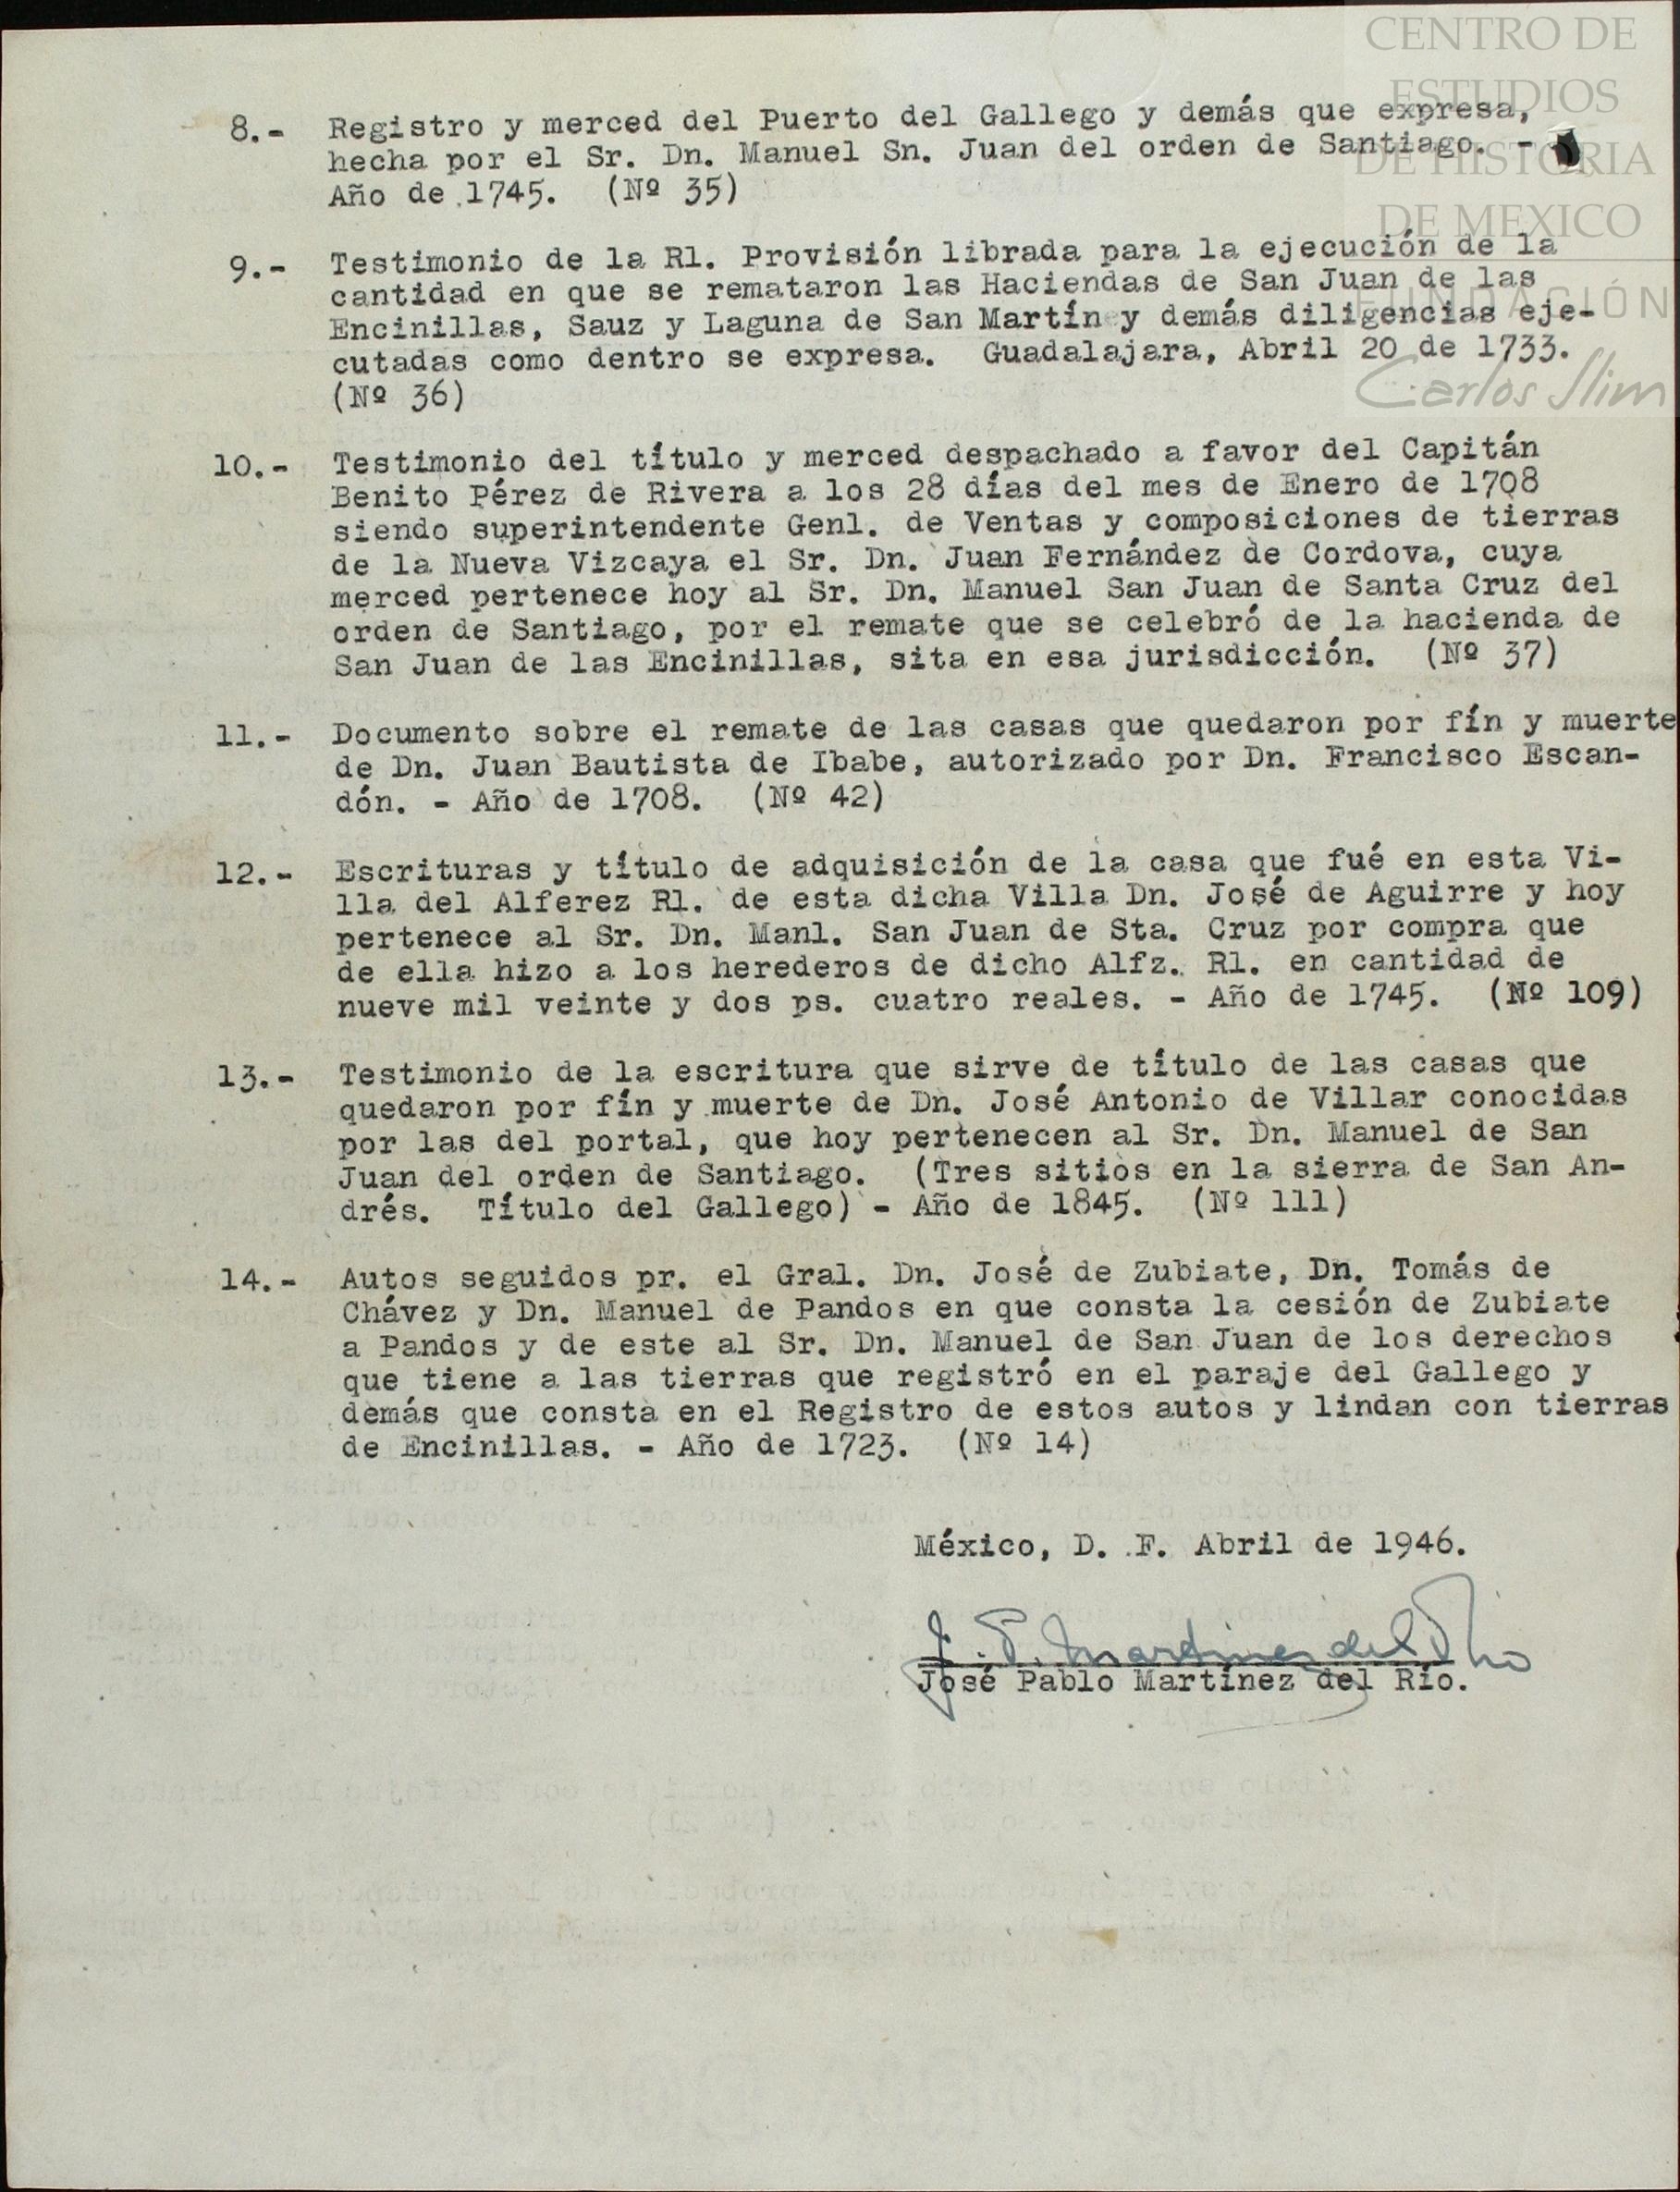 CENTRO DE
ESTUDIOS
DE HISTORIA
DE MEXICO
FUNDACIÓN
Carlos Slim
8.- Registro y merced del Puerto del Gallego y demás que expresa,
hecha por el Sr. Dn. Manuel Sn. Juan del orden de Santiago. -
Año de 1745. (Nº 35)
9.- Testimonio de la Rl. Provisión librada para la ejecución de la
cantidad en que se remataron las Haciendas de San Juan de las
Encinillas, Sauz y Laguna de San Martín y demás diligencias eje-
cutadas como dentro se expresa. Guadalajara, Abril 20 de 1733.
(Nº 36)
10.- Testimonio del título y merced despachado a favor del Capitán
Benito Pérez de Rivera a los 28 días del mes de Enero de 1708
siendo superintendente Genl. de Ventas y composiciones de tierras
de la Nueva Vizcaya el Sr. Dn. Juan Fernández de Cordova, cuya
merced pertenece hoy al Sr. Dn. Manuel San Juan de Santa Cruz del
orden de Santiago, por el remate que se celebró de la hacienda de
San Juan de las Encinillas, sita en esa jurisdicción. (Nº 37)
11.- Documento sobre el remate de las casas que quedaron por fín y muerte
de Dn. Juan Bautista de Ibabe, autorizado por Dn. Francisco Escan-
dón. - Año de 1708. (Nº 42)
12.- Escrituras y título de adquisición de la casa que fué en esta Vi-
lla del Alferez Rl. de esta dicha Villa Dn. José de Aguirre y hoy
pertenece al Sr. Dn. Manl. San Juan de Sta. Cruz por compra que
de ella hizo a los herederos de dicho Alfz. Rl. en cantidad de
nueve mil veinte y dos ps. cuatro reales. - Año de 1745. (Nº 109)
13.- Testimonio de la escritura que sirve de título de las casas que
quedaron por fín y muerte de Dn. José Antonio de Villar conocidas
por las del portal, que hoy pertenecen al Sr. Dn. Manuel de San
Juan del orden de Santiago. (Tres sitios en la sierra de San An-
drés. Título del Gallego) - Año de 1845. (Nº 111)
14.- Autos seguidos pr. el Gral. Dn. José de Zubiate, Dn. Tomás de
Chávez y Dn. Manuel de Pandos en que consta la cesión de Zubiate
a Pandos y de este al Sr. Dn. Manuel de San Juan de los derechos
que tiene a las tierras que registró en el paraje del Gallego y
demás que consta en el Registro de estos autos y lindan con tierras
de Encinillas. - Año de 1723. (Nº 14)
México, D. F. Abril de 1946.
J. P. Martinez del Rio
José Pablo Martínez del Río.